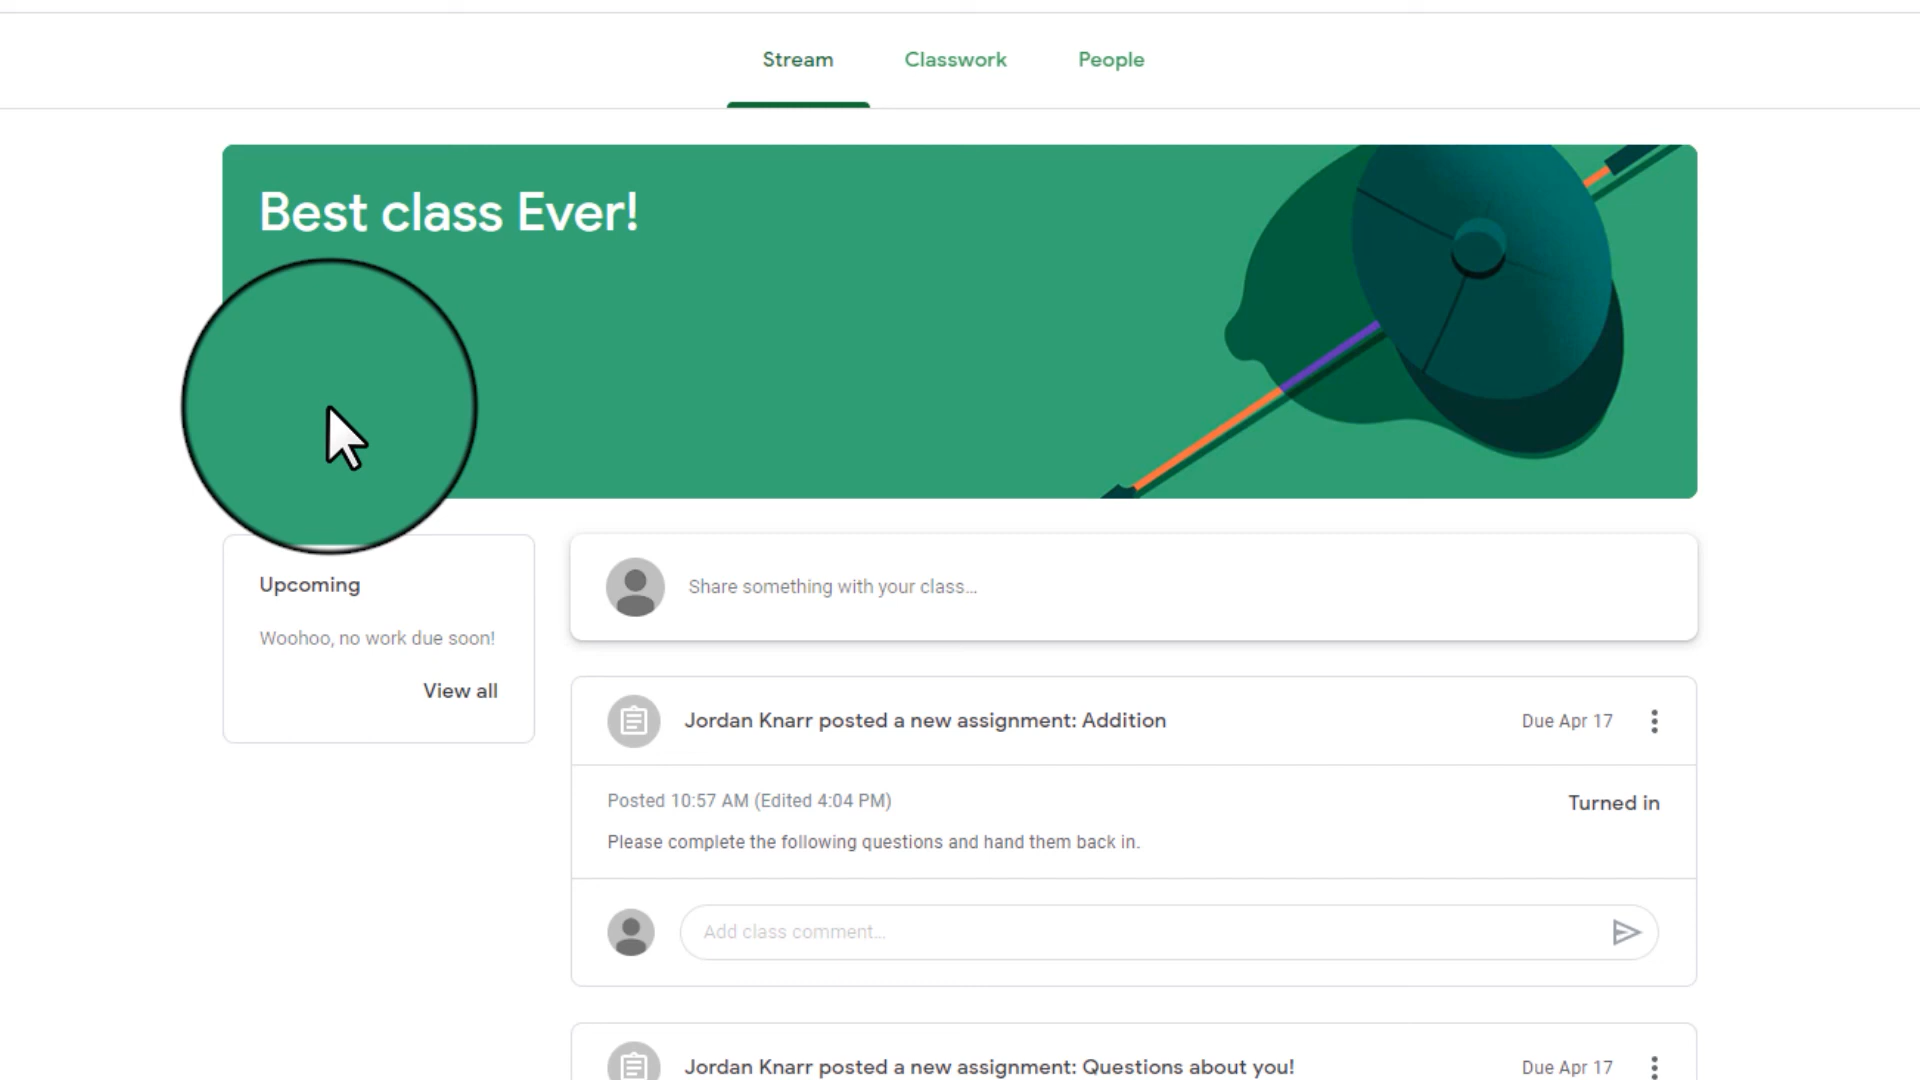 Stream
Classwork
People
Best class Ever!
Upcoming
Woohoo, no work due soon!
View all
Share something with your class...
Jordan Knarr posted a new assignment: Addition
Due Apr 17
Posted 10:57 AM (Edited 4:04 PM)
Turned in
Please complete the following questions and hand them back in.
Add class comment...
Jordan Knarr posted a new assignment: Questions about you!
Due Apr 17